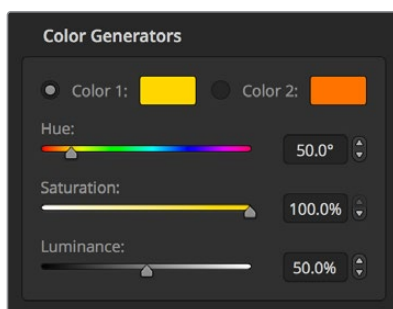 Color Generators
Color 1: Color 2:
Hue:
50.0°
Saturation:
100.0%
Luminance:
50.0%